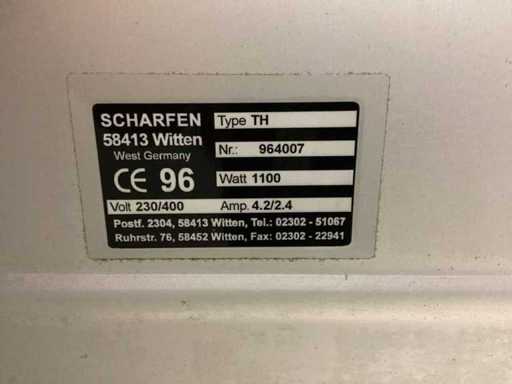 SCHARFEN
58413 Witten
West Germany
CE 96
Type TH
Nr.: 964007
Watt 1100
Volt 230/400 Amp. 4.2/2.4
Postf. 2304, 58413 Witten, Tel.: 02302 - 51067
Ruhrstr. 76, 58452 Witten, Fax: 02302 - 22941